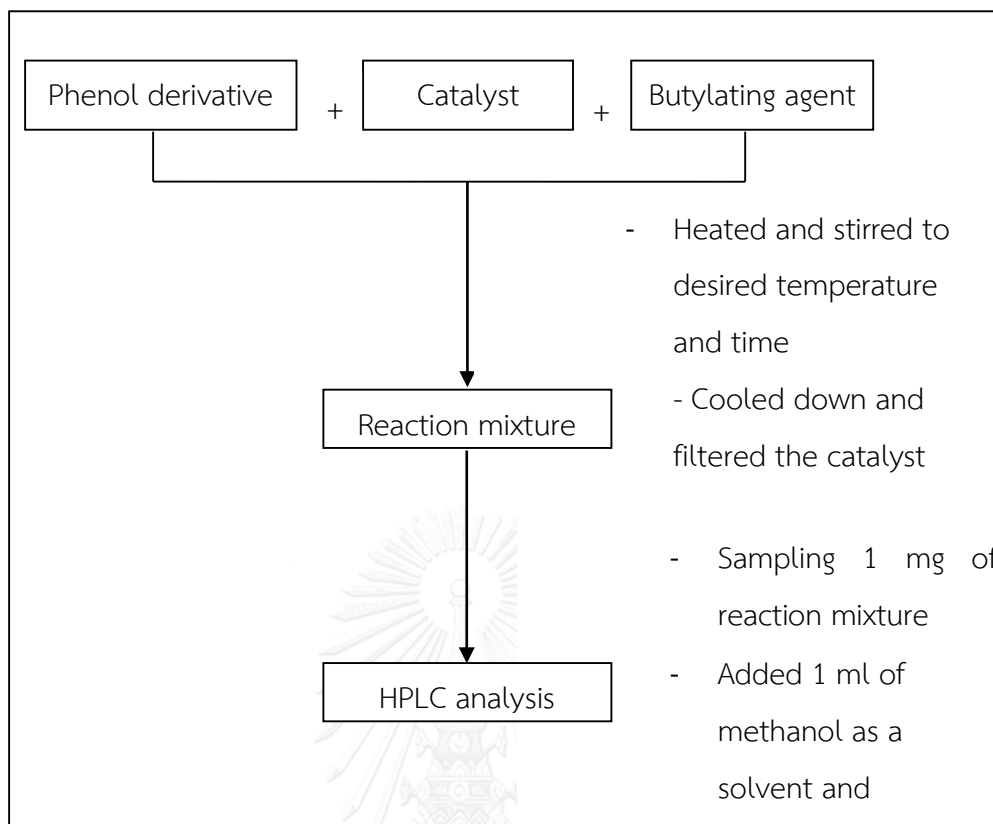 Phenol derivative + Catalyst + Butylating agent
- Heated and stirred to
desired temperature
and time
- Cooled down and
filtered the catalyst
Reaction mixture
- Sampling 1 mg of
reaction mixture
- Added 1 ml of
methanol as a
solvent and
HPLC analysis